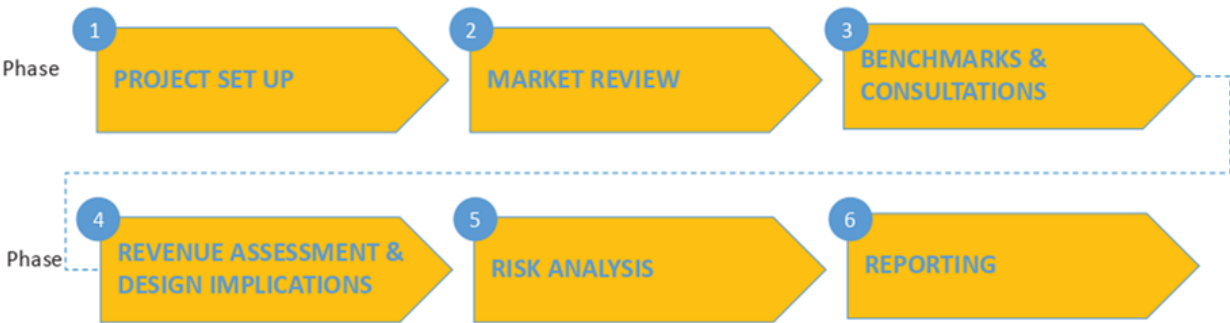 1
2
3
Phase
PROJECT SET UP
MARKET REVIEW
BENCHMARKS &
CONSULTATIONS
4
5
6
Phase
REVENUE ASSESSMENT &
DESIGN IMPLICATIONS
RISK ANALYSIS
REPORTING